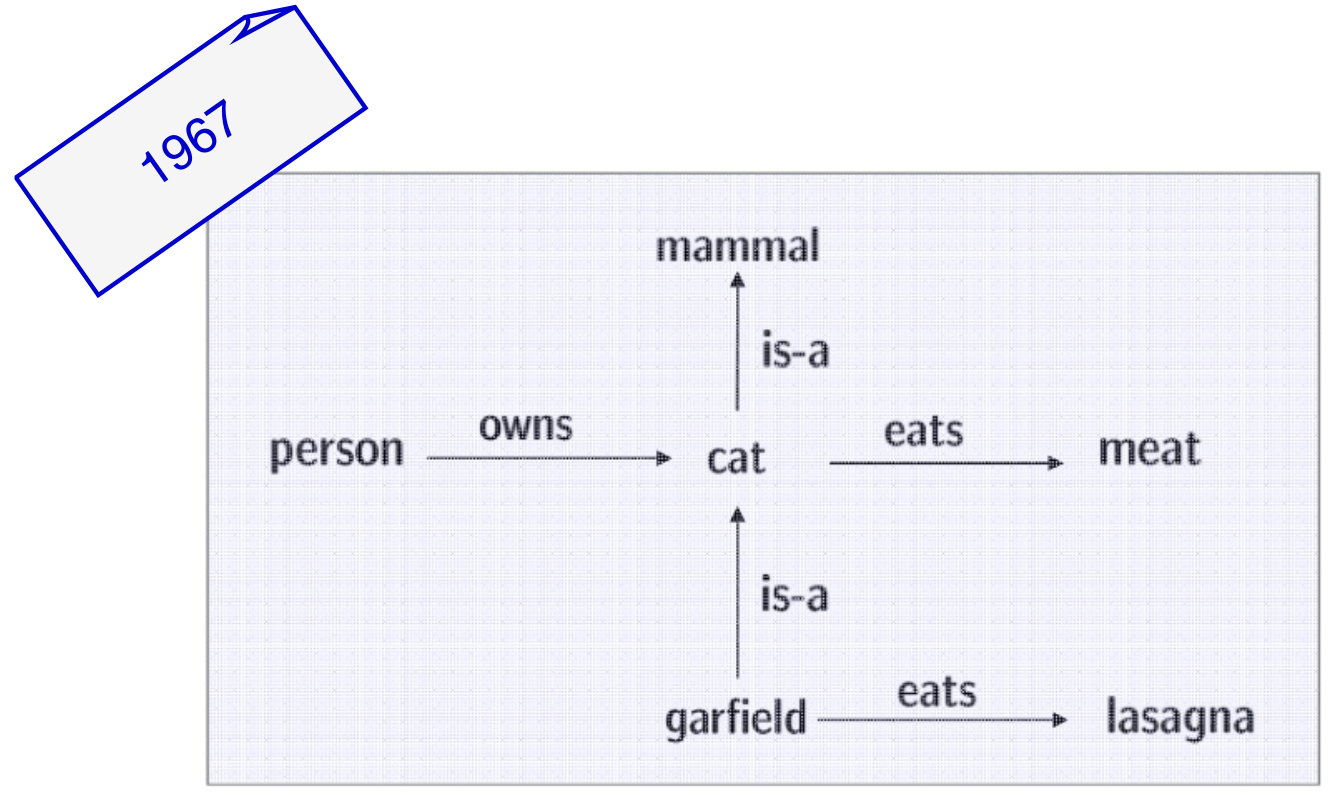 1967
mammal
is-a
owns
eats
person
cat
meat
is-a
eats
garfield
lasagna